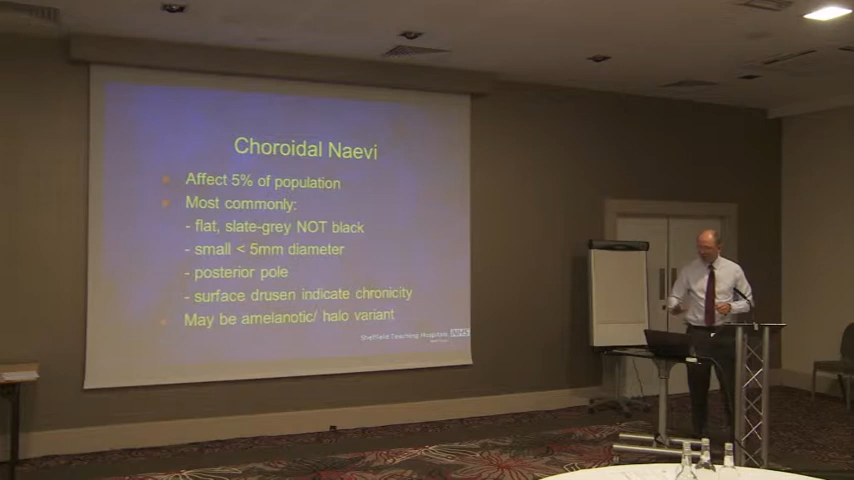 Choroidal Naevi
Affect 5% of population
Most commonly:
- flat, slate-grey NOT black
- small < 5mm diameter
- posterior pole
- surface drusen indicate chronicity
May be amelanotic/ halo variant
Sheffield Teaching Hospitals NHS